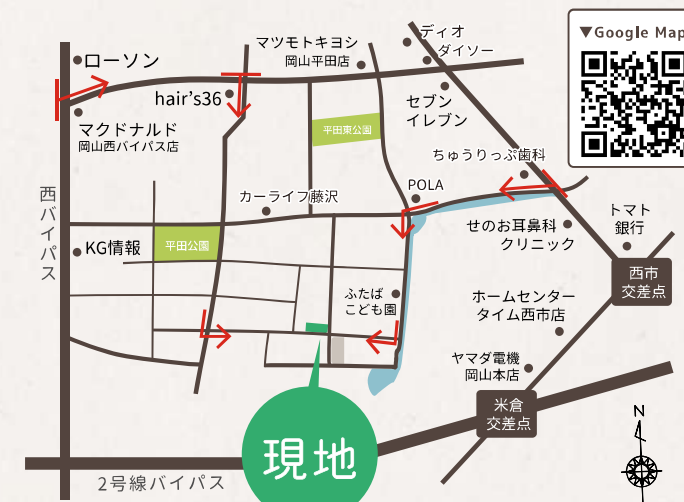 ディオ
ダイソー
▼Google Map
マツモトキヨシ
岡山平田店
ローソン
hair's36
セブン
イレブン
マクドナルド
岡山西バイパス店
平田東公園
ちゅうりっぷ歯科
POLA
西バイパス
カーライフ藤沢
トマト
銀行
せのお耳鼻科
クリニック
KG情報
平田公園
西市
交差点
ふたば
こども園
ホームセンター
タイム西市店
ヤマダ電機
岡山本店
米倉
交差点
N
現地
2号線バイパス